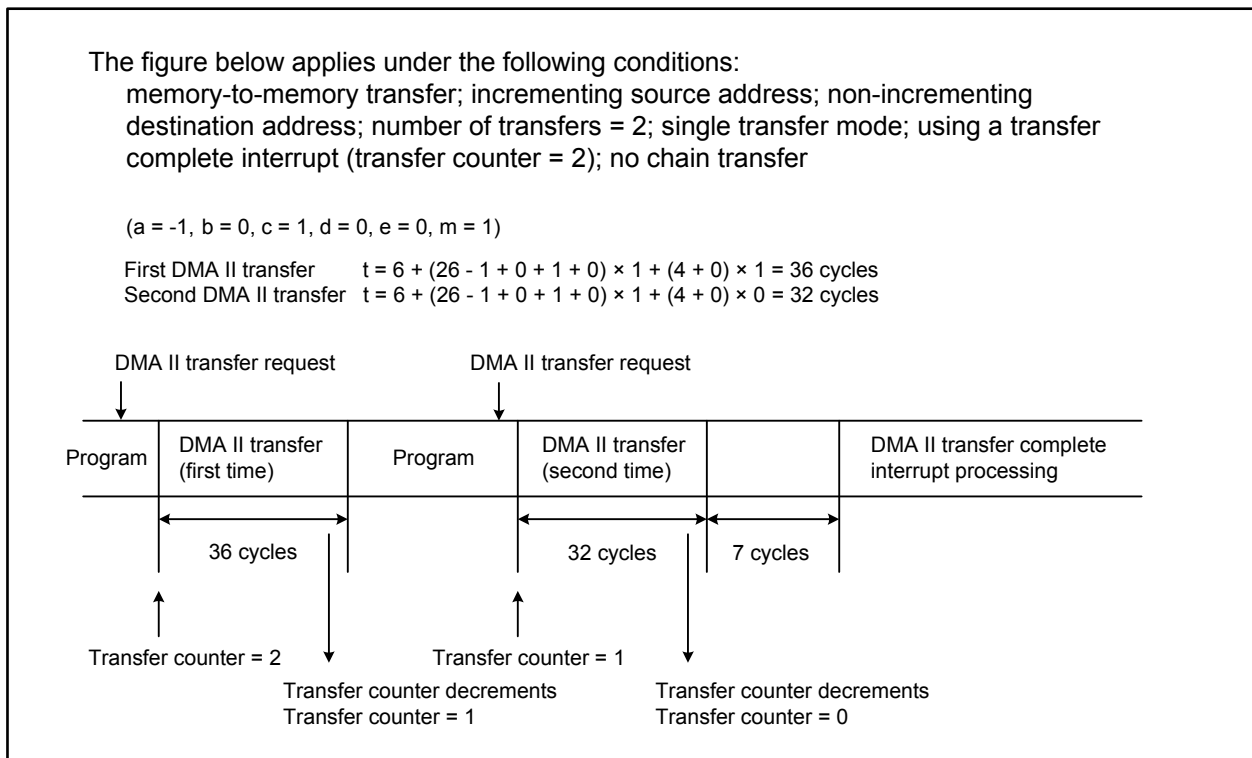 The figure below applies under the following conditions:
memory-to-memory transfer; incrementing source address; non-incrementing
destination address; number of transfers = 2; single transfer mode; using a transfer
complete interrupt (transfer counter = 2); no chain transfer
(a = -1, b = 0, c = 1, d = 0, e = 0, m = 1)
First DMA II transfer t = 6 + (26 - 1 + 0 + 1 + 0) × 1 + (4 + 0) × 1 = 36 cycles
Second DMA II transfer t = 6 + (26 - 1 + 0 + 1 + 0) × 1 + (4 + 0) × 0 = 32 cycles
DMA II transfer request
DMA II transfer request
Program
DMA II transfer
(first time)
Program
DMA II transfer
(second time)
DMA II transfer complete
interrupt processing
36 cycles
32 cycles
7 cycles
Transfer counter = 2
Transfer counter = 1
Transfer counter decrements
Transfer counter = 1
Transfer counter decrements
Transfer counter = 0